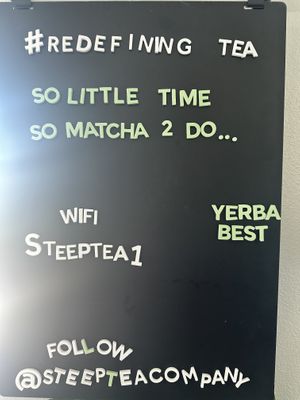 #REDEFINING TEA
SO LITTLE TIME
SO MATCHA 2 DO...
WIFI
STEEPTEA1
YERBA
BEST
FOLLOW
@STEEPTEACOMPANY